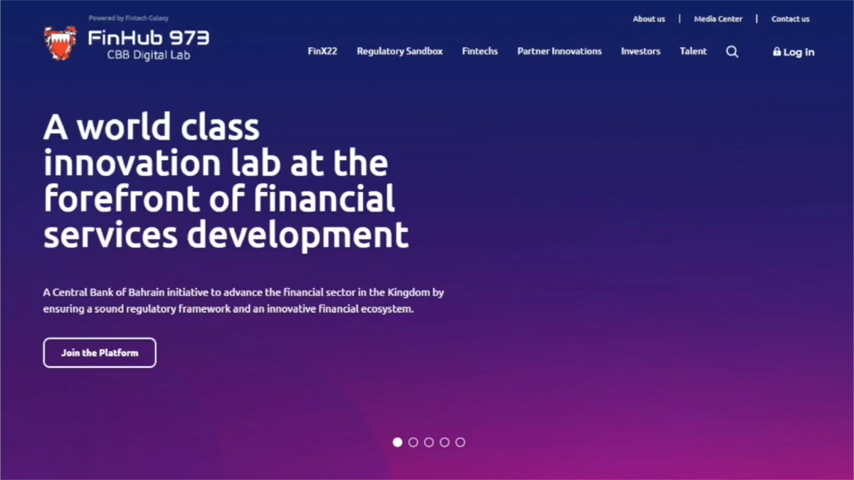 Powered by Fintech Galaxy
FinHub 973
CBB Digital Lab
About us | Media Center | Contact us
FinX22 Regulatory Sandbox Fintechs Partner Innovations Investors Talent Log in
A world class
innovation lab at the
forefront of financial
services development
A Central Bank of Bahrain initiative to advance the financial sector in the Kingdom by
ensuring a sound regulatory framework and an innovative financial ecosystem.
Join the Platform